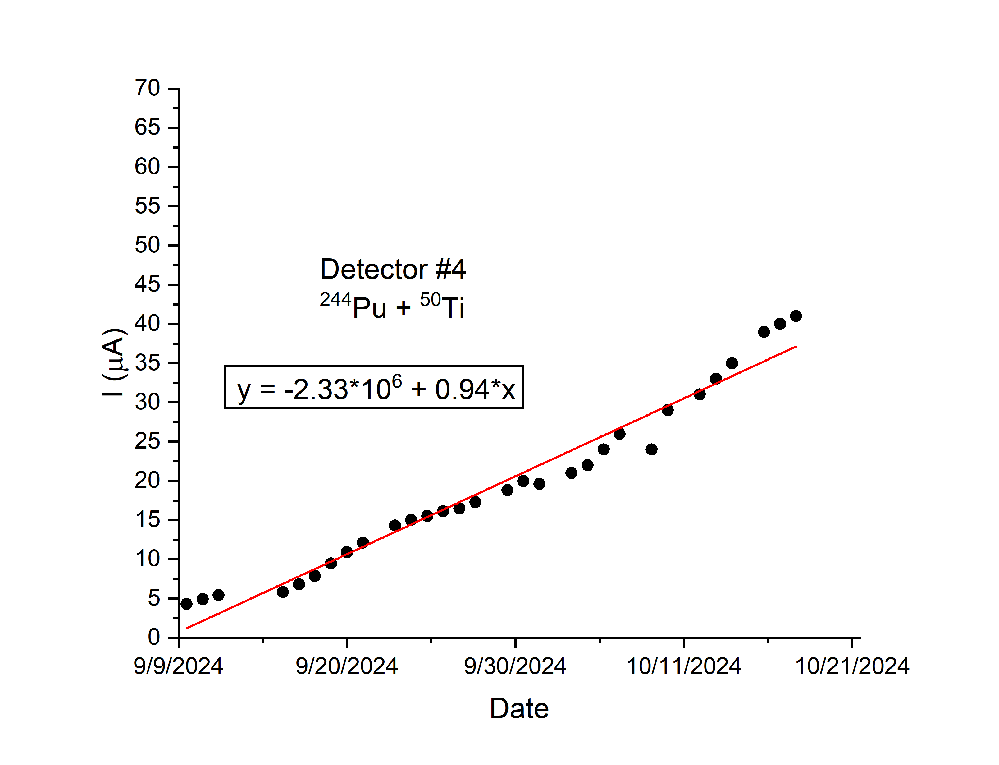 70
65
60
55
50
45
40
35
30
25
20
15
10
5
0
I (μA)
Detector #4
²⁴⁴Pu + ⁵⁰Ti
y = -2.33*10⁶ + 0.94*x
9/9/2024 9/20/2024 9/30/2024 10/11/2024 10/21/2024
Date